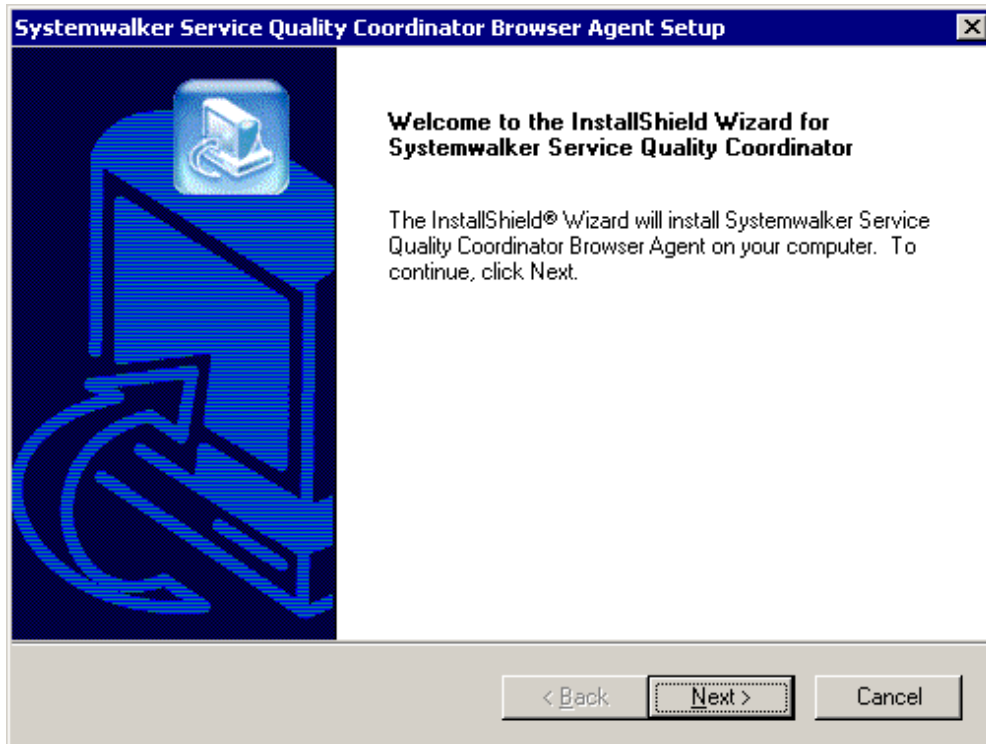 Systemwalker Service Quality Coordinator Browser Agent Setup
Welcome to the InstallShield Wizard for
Systemwalker Service Quality Coordinator
The InstallShield® Wizard will install Systemwalker Service
Quality Coordinator Browser Agent on your computer.  To
continue, click Next.
< Back
Next >
Cancel